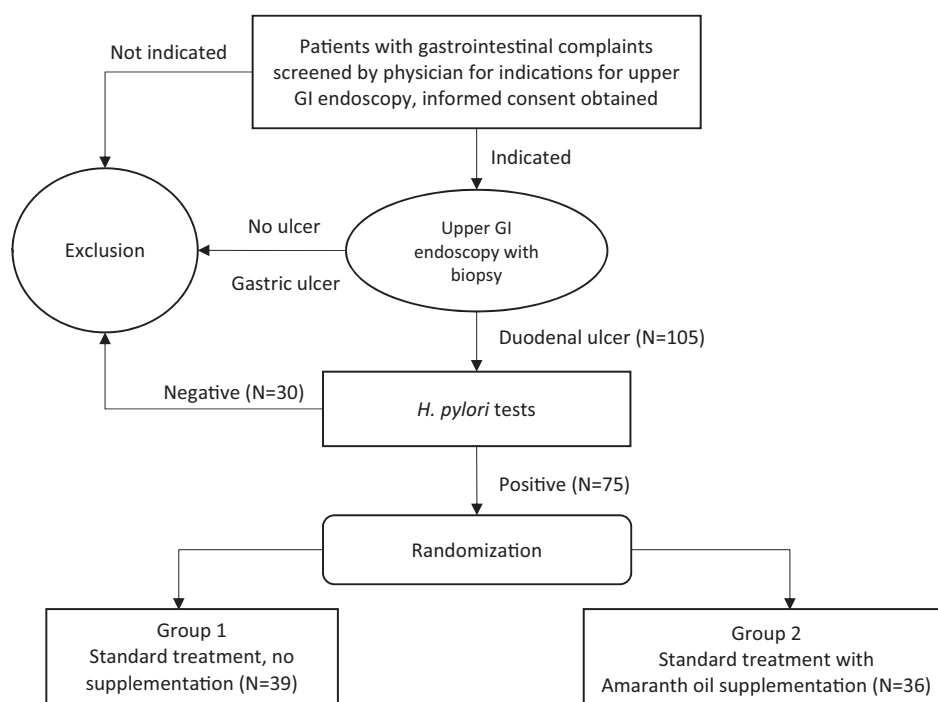 Patients with gastrointestinal complaints
screened by physician for indications for upper
GI endoscopy, informed consent obtained
Not indicated
Indicated
Exclusion
No ulcer
Gastric ulcer
Upper GI
endoscopy with
biopsy
Duodenal ulcer (N=105)
Negative (N=30)
H. pylori tests
Positive (N=75)
Randomization
Group 1
Standard treatment, no
supplementation (N=39)
Group 2
Standard treatment with
Amaranth oil supplementation (N=36)